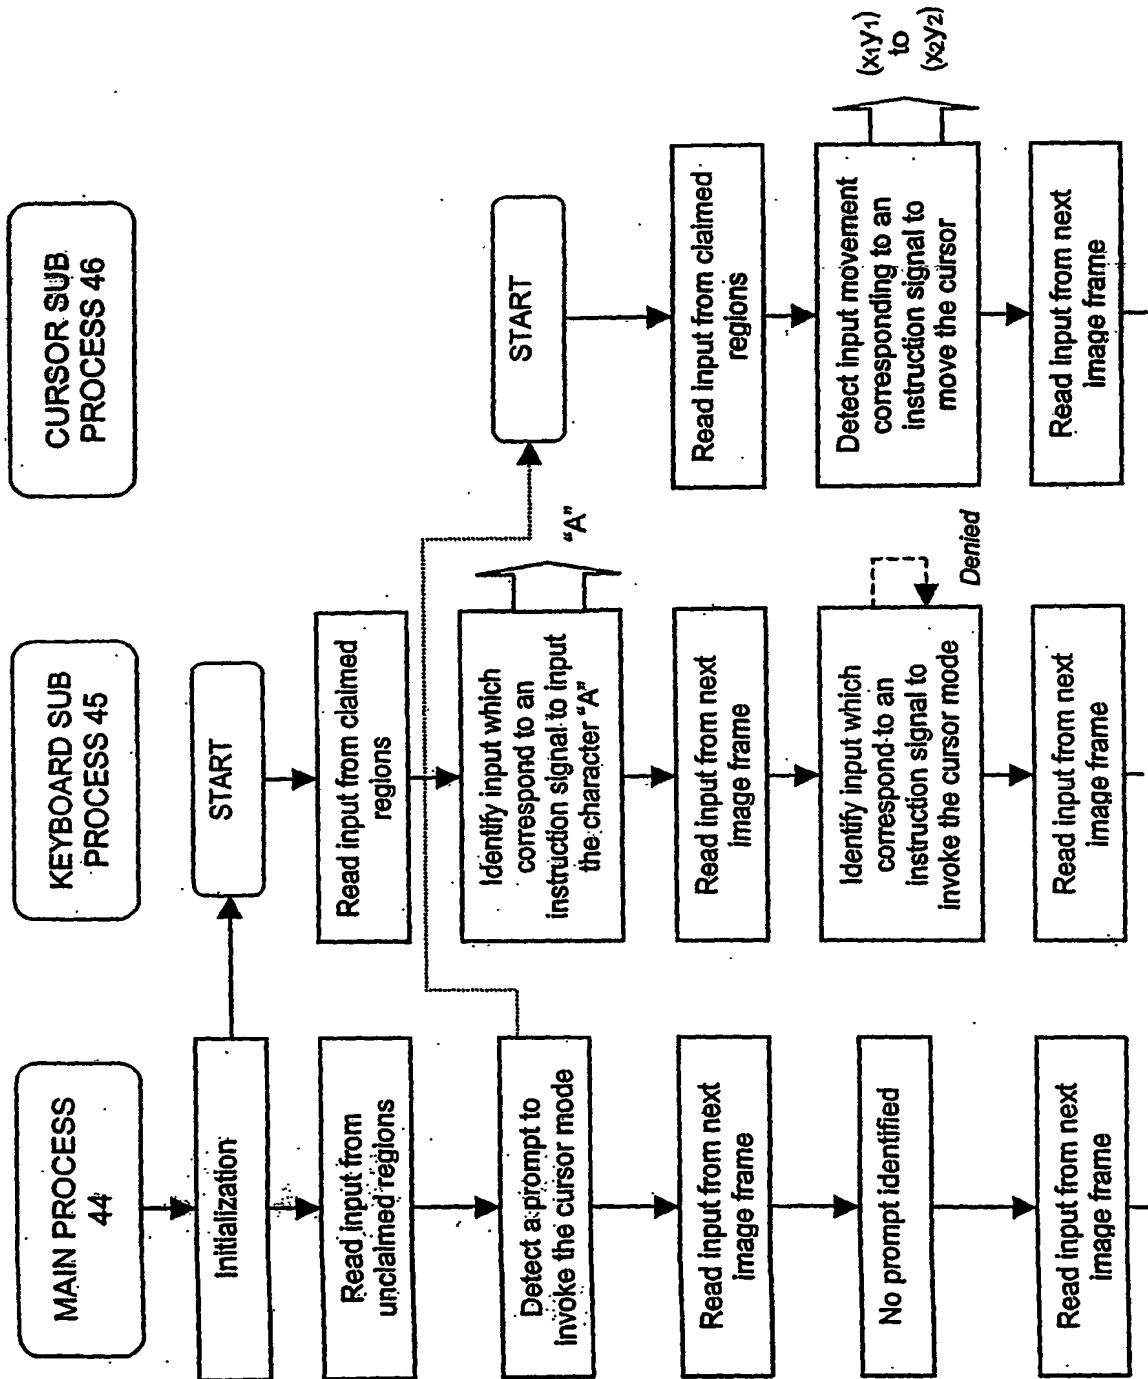 MAIN PROCESS
44
Initialization
Read input from
unclaimed regions
Detect a prompt to
invoke the cursor mode
Read input from next
image frame
No prompt identified
Read input from next
image frame
KEYBOARD SUB
PROCESS 45
START
Read input from claimed
regions
Identify input which
correspond to an
instruction signal to input
the character “A”
“A”
Read input from next
image frame
Identify input which
correspond to an
instruction signal to
invoke the cursor mode
Denied
Read input from next
image frame
CURSOR SUB
PROCESS 46
START
Read input from claimed
regions
Detect input movement
corresponding to an
instruction signal to
move the cursor
(x₁y₁)
to
(x₂y₂)
Read input from next
image frame